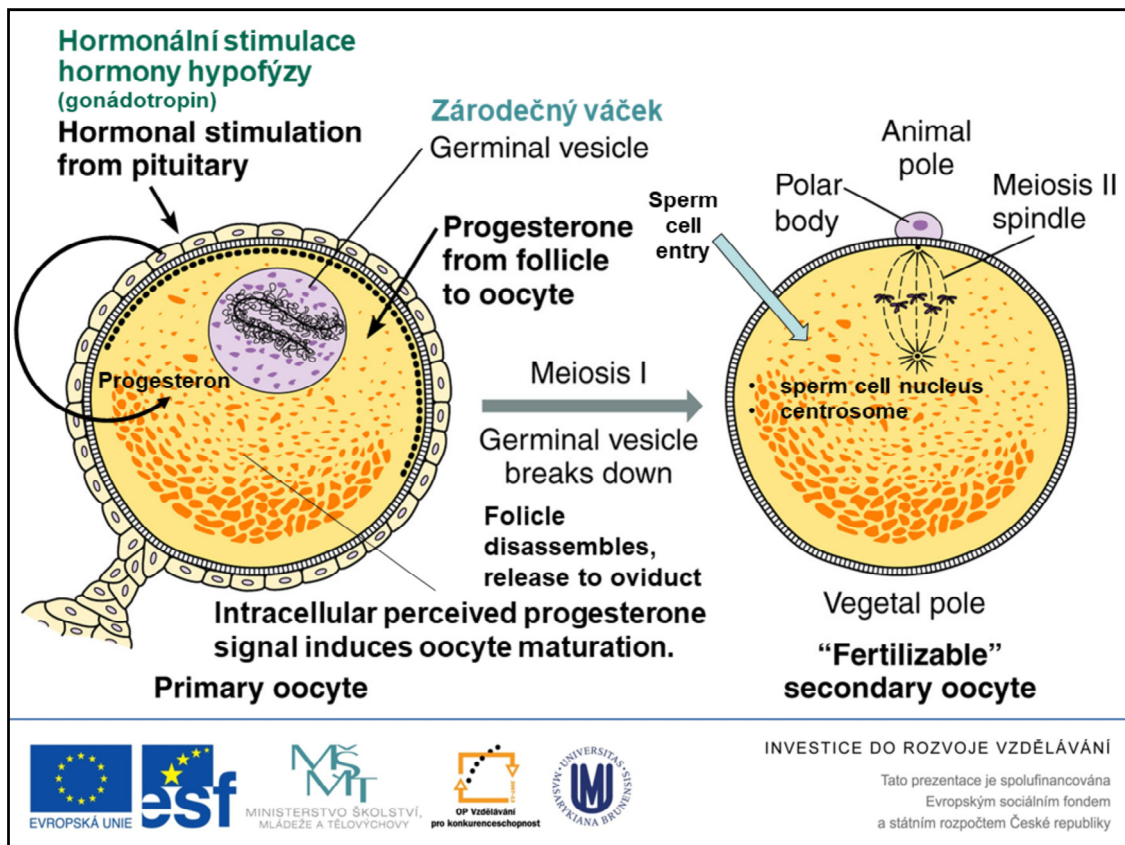 Hormonální stimulace
hormony hypofýzy
(gonádotropin)
Hormonal stimulation
from pituitary
Zárodečný váček
Germinal vesicle
Progesterone
from follicle
to oocyte
Progesteron
Sperm
cell
entry
Polar
body
Animal
pole
Meiosis II
spindle
Meiosis I
Germinal vesicle
breaks down
• sperm cell nucleus
• centrosome
Folicle
disassembles,
release to oviduct
Intracellular perceived progesterone
signal induces oocyte maturation.
Primary oocyte
Vegetal pole
“Fertilizable”
secondary oocyte
EVROPSKÁ UNIE
esf
MŠ
MT
MINISTERSTVO ŠKOLSTVÍ,
MLÁDEŽE A TĚLOVÝCHOVY
OP Vzdělávání
pro konkurenceschopnost
UNIVERSITAS
MASARYKIANA BRUNENSIS
INVESTICE DO ROZVOJE VZDĚLÁVÁNÍ
Tato prezentace je spolufinancována
Evropským sociálním fondem
a státním rozpočtem České republiky